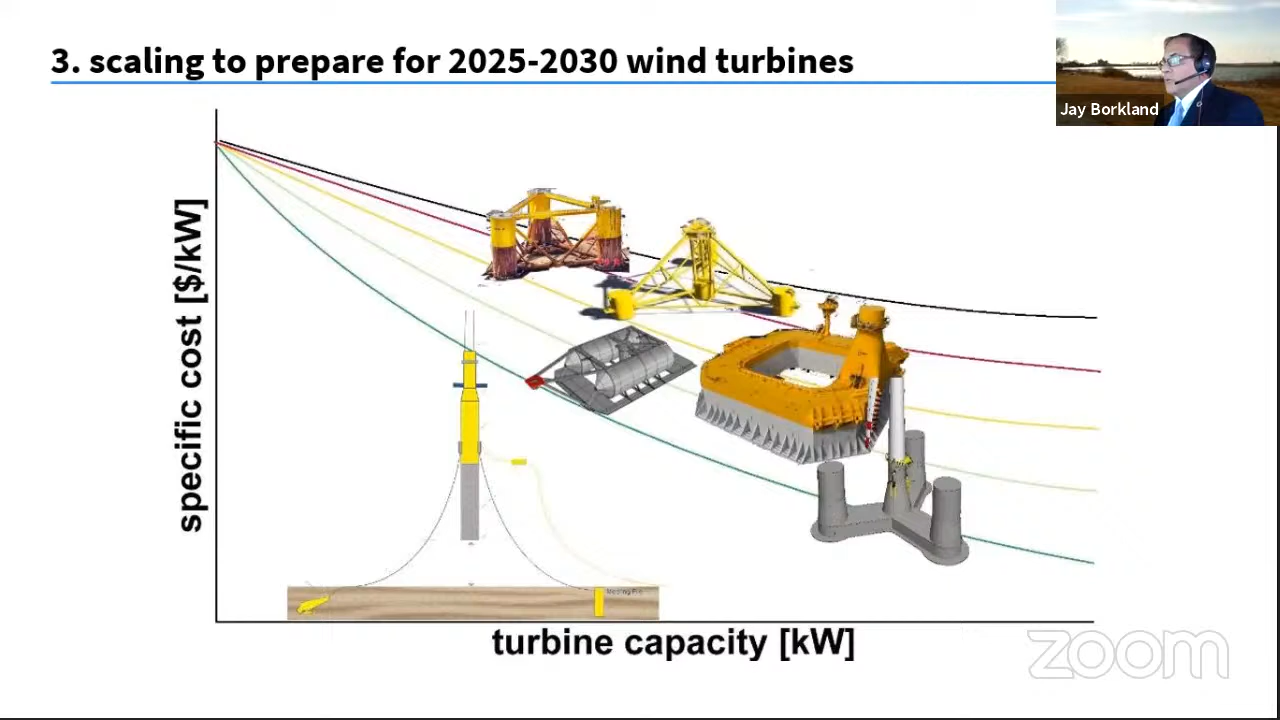 3. scaling to prepare for 2025-2030 wind turbines
Jay Borkland
specific cost [$/kW]
turbine capacity [kW]
zoom